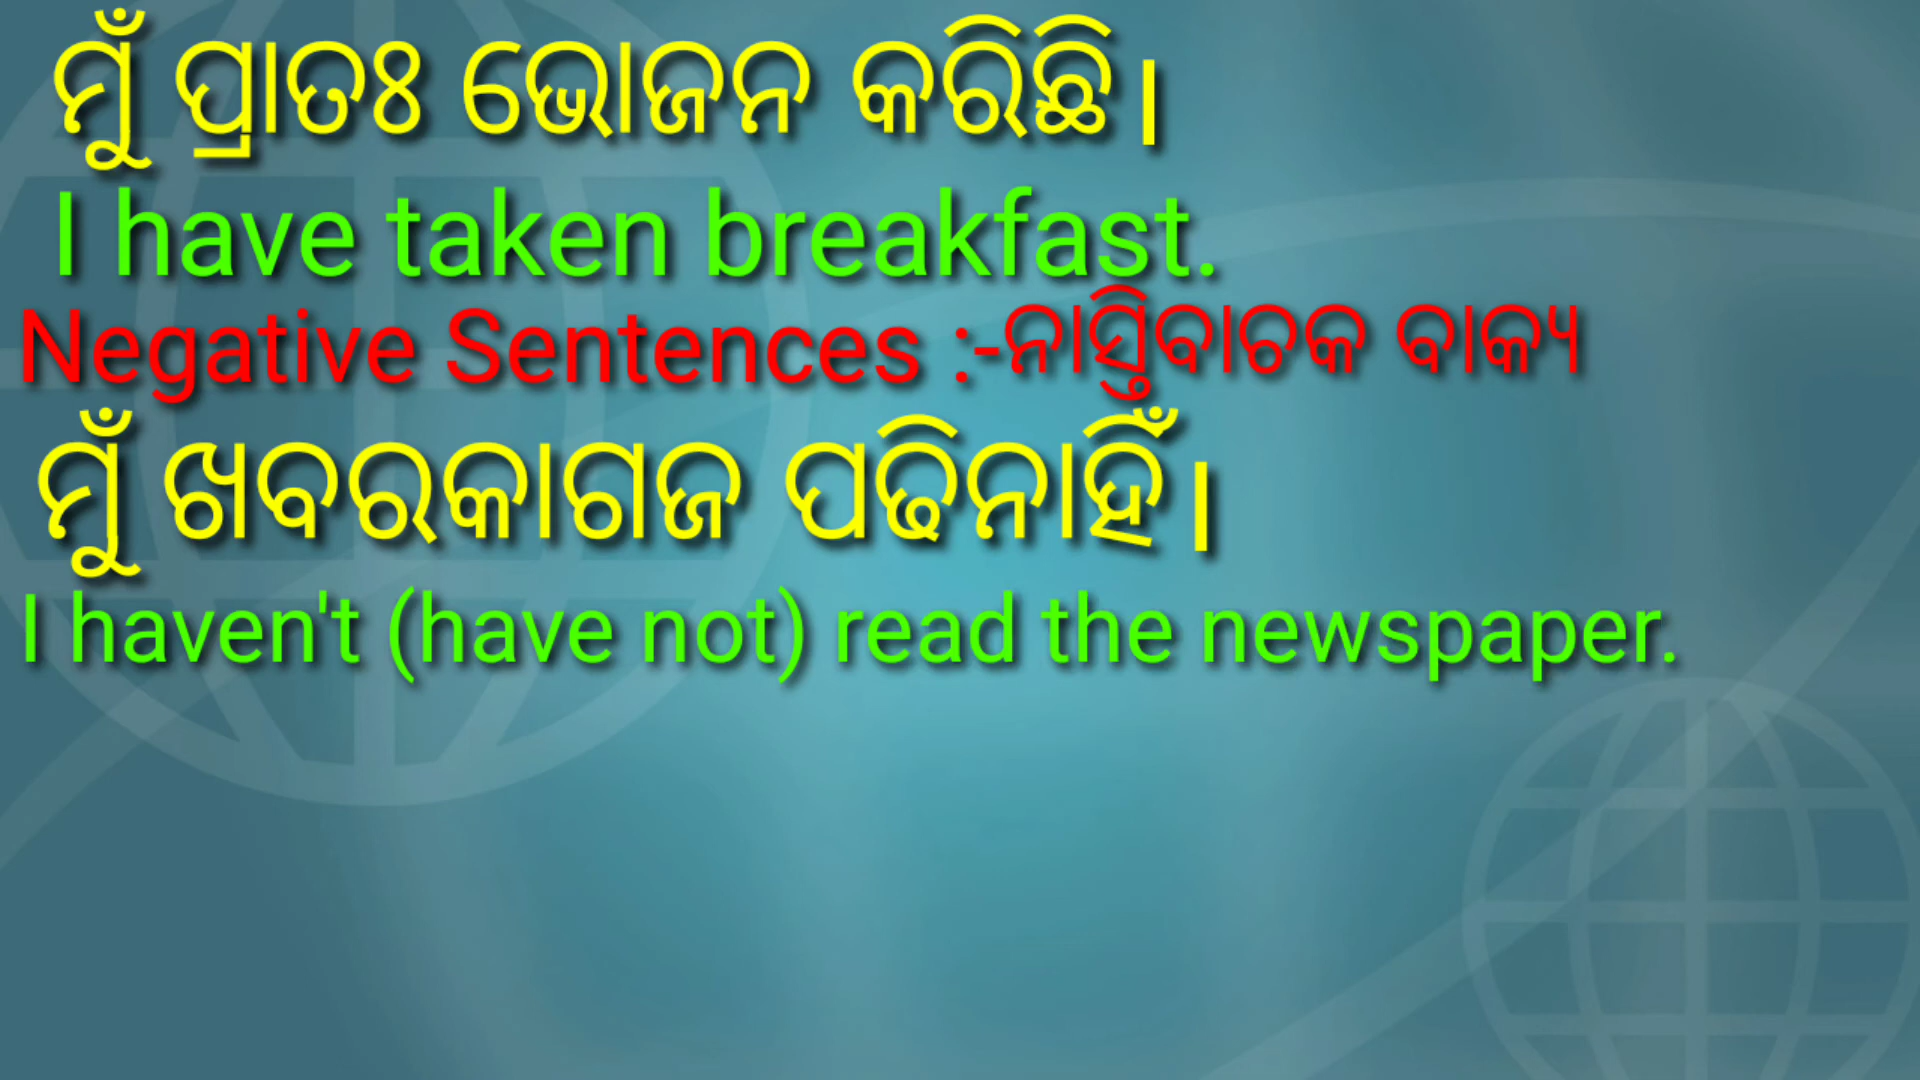 ମୁଁ ପ୍ରାତଃ ଭୋଜନ କରିଛି।
I have taken breakfast.
Negative Sentences :-ନାସ୍ତିବାଚକ ବାକ୍ୟ
ମୁଁ ଖବରକାଗଜ ପଢିନାହିଁ।
I haven't (have not) read the newspaper.